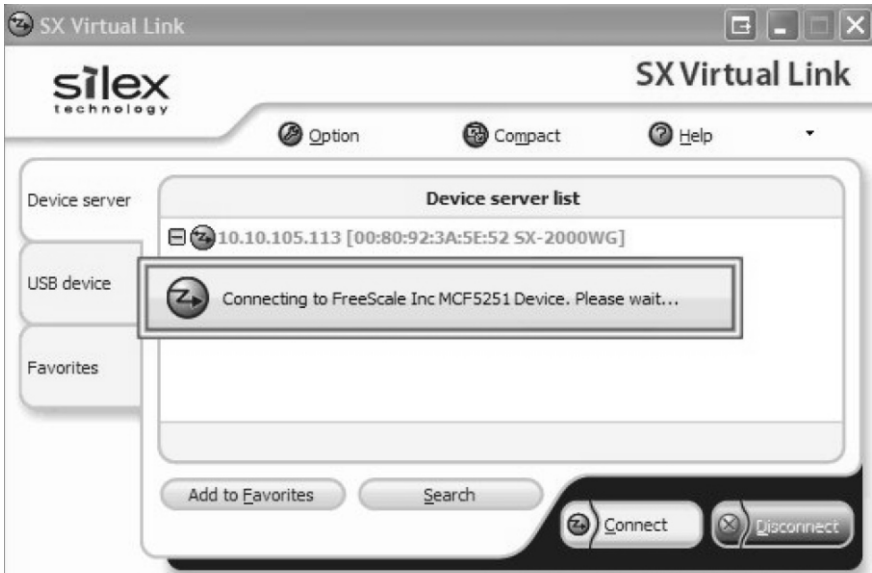 SX Virtual Link
silex
technology
SX Virtual Link
Option Compact Help
Device server
USB device
Favorites
Device server list
10.10.105.113 [00:80:92:3A:5E:52 SX-2000WG]
Connecting to FreeScale Inc MCF5251 Device. Please wait...
Add to Favorites Search
Connect Disconnect